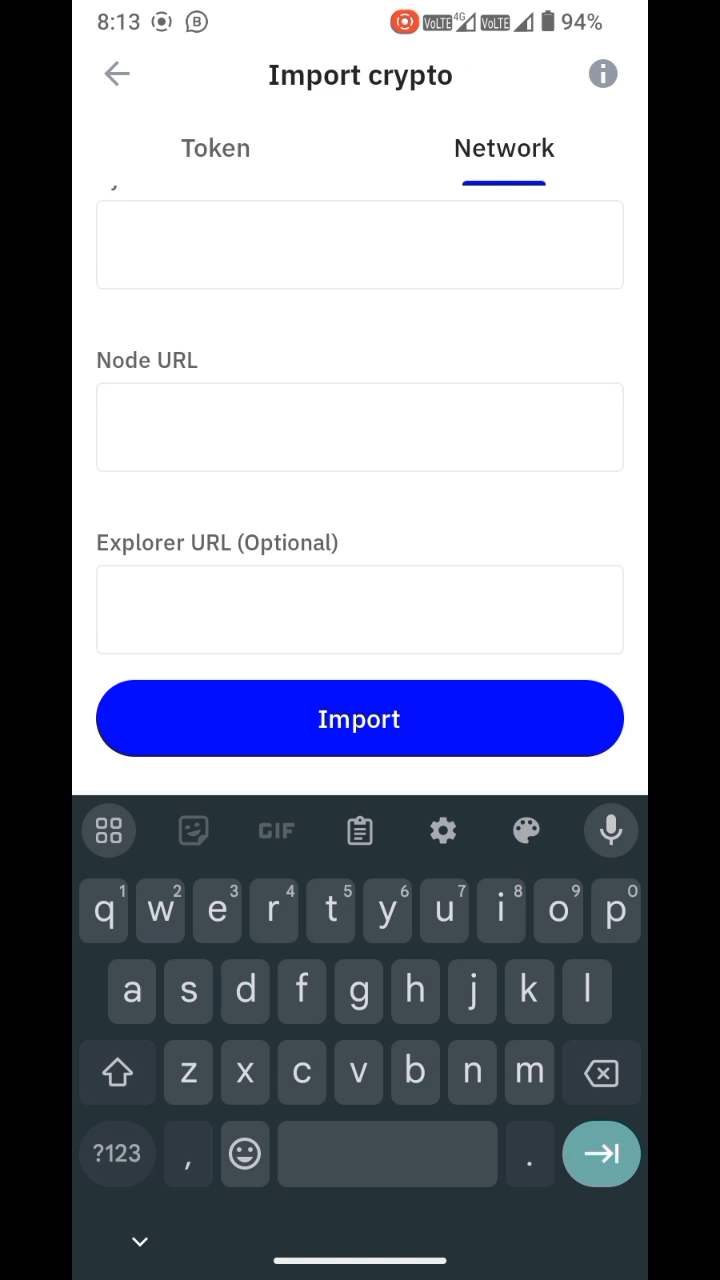 8:13 94%
Import crypto
Token Network
Node URL
Explorer URL (Optional)
Import
GIF
q1 w2 e3 r4 t5 y6 u7 i8 o9 p0
a s d f g h j k l
z x c v b n m
?123 , .